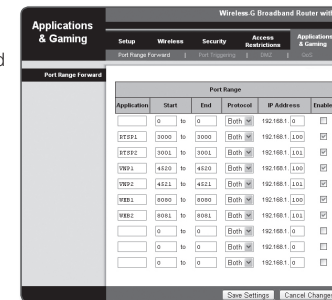 d
Wireless-G Broadband Router with
Applications
& Gaming
Setup Wireless Security Access Restrictions Applications & Gaming
Port Range Forward | Port Triggering | DMZ | QoS
Port Range Forward
Port Range
Application Start End Protocol IP Address Enable
0 to 0 Both 192.168.1. 0
RTSP1 3000 to 3000 Both 192.168.1. 100
RTSP2 3001 to 3001 Both 192.168.1. 101
VNP1 4520 to 4520 Both 192.168.1. 100
VNP2 4521 to 4521 Both 192.168.1. 101
WEB1 8080 to 8080 Both 192.168.1. 100
WEB2 8081 to 8081 Both 192.168.1. 101
0 to 0 Both 192.168.1. 0
0 to 0 Both 192.168.1. 0
0 to 0 Both 192.168.1. 0
Save Settings Cancel Changes